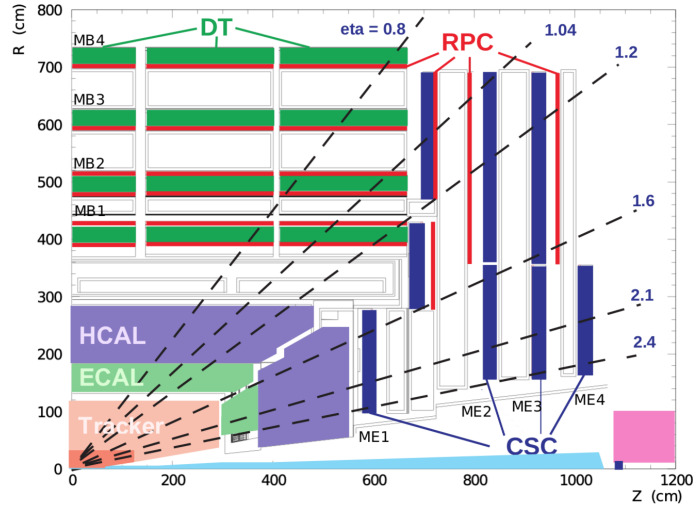 R (cm)
800
700
600
500
400
300
200
100
0
DT
eta = 0.8
RPC
1.04
1.2
1.6
2.1
2.4
MB4
MB3
MB2
MB1
HCAL
ECAL
Tracker
ME1
ME2
ME3
ME4
CSC
0
200
400
600
800
1000
1200
Z (cm)